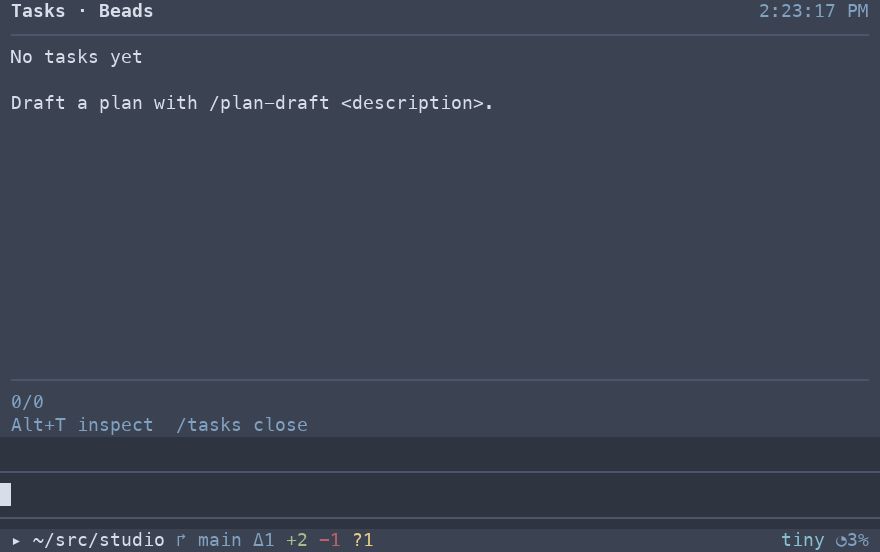 Tasks · Beads 2:23:17 PM
No tasks yet
Draft a plan with /plan-draft <description>.
0/0
Alt+T inspect  /tasks close
▸ ~/src/studio ↱ main Δ1 +2 −1 ?1 tiny ◔3%